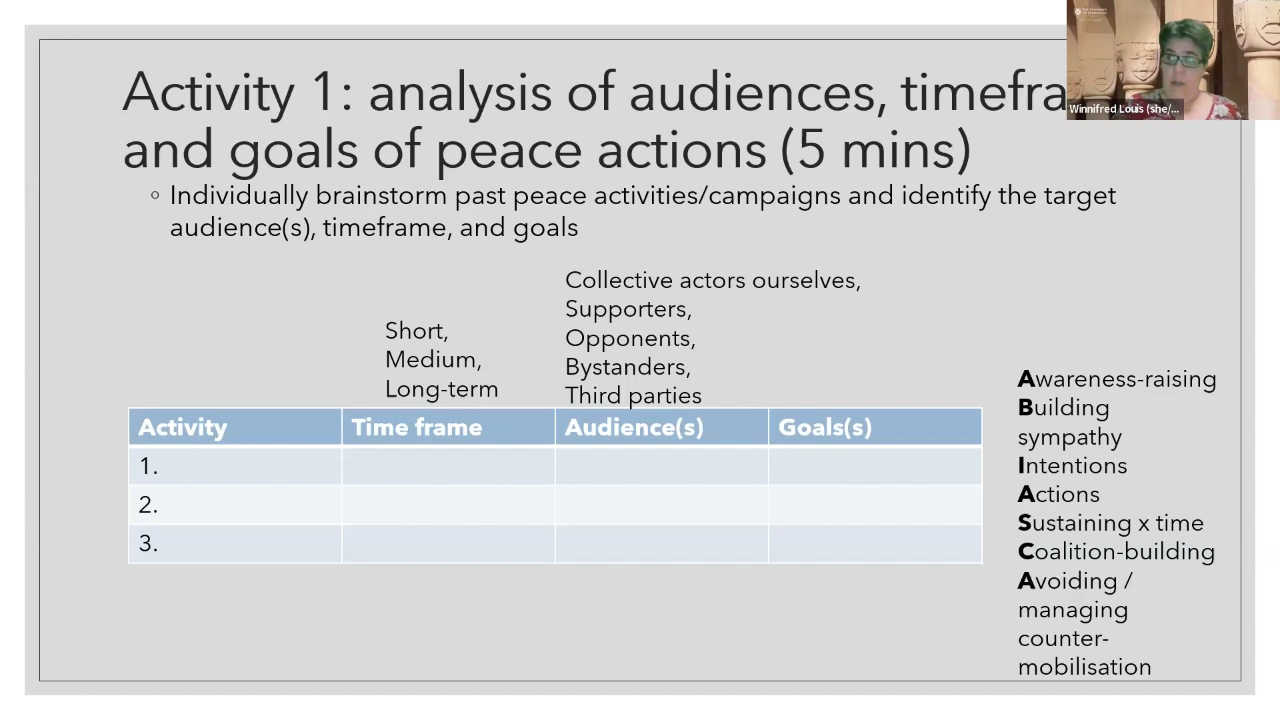 Activity 1: analysis of audiences, timefra
and goals of peace actions (5 mins)
Winnifred Louis (she/...
◦ Individually brainstorm past peace activities/campaigns and identify the target
audience(s), timeframe, and goals
Short,
Medium,
Long-term
Collective actors ourselves,
Supporters,
Opponents,
Bystanders,
Third parties
Activity Time frame Audience(s) Goals(s)
1.
2.
3.
Awareness-raising
Building
sympathy
Intentions
Actions
Sustaining x time
Coalition-building
Avoiding /
managing
counter-
mobilisation